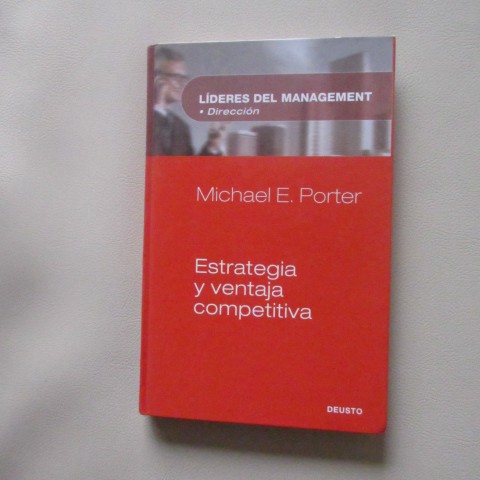 LÍDERES DEL MANAGEMENT
• Dirección
Michael E. Porter
Estrategia
y ventaja
competitiva
DEUSTO